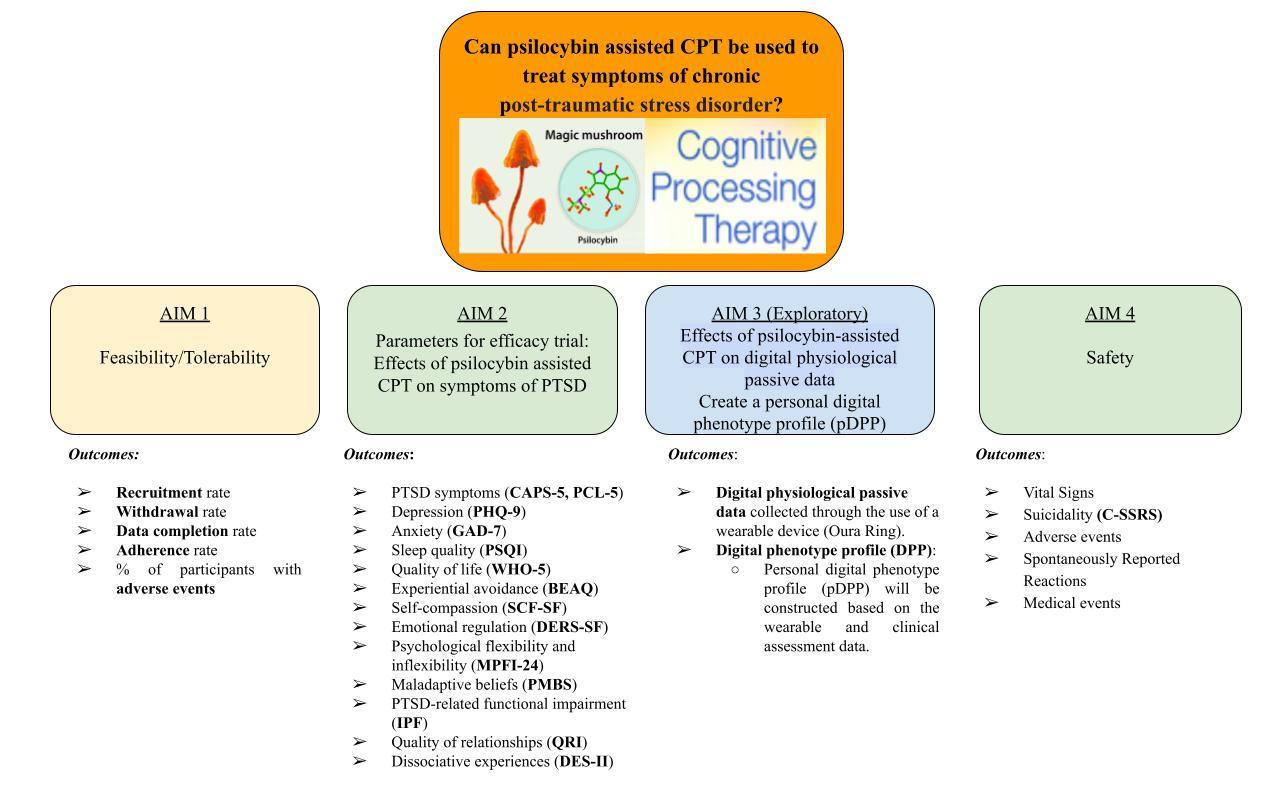 Can psilocybin assisted CPT be used to
treat symptoms of chronic
post-traumatic stress disorder?
Magic mushroom
Psilocybin
Cognitive
Processing
Therapy
AIM 1
Feasibility/Tolerability
AIM 2
Parameters for efficacy trial:
Effects of psilocybin assisted
CPT on symptoms of PTSD
AIM 3 (Exploratory)
Effects of psilocybin-assisted
CPT on digital physiological
passive data
Create a personal digital
phenotype profile (pDPP)
AIM 4
Safety
Outcomes:
➢ Recruitment rate
➢ Withdrawal rate
➢ Data completion rate
➢ Adherence rate
➢ % of participants with
adverse events
Outcomes:
➢ PTSD symptoms (CAPS-5, PCL-5)
➢ Depression (PHQ-9)
➢ Anxiety (GAD-7)
➢ Sleep quality (PSQI)
➢ Quality of life (WHO-5)
➢ Experiential avoidance (BEAQ)
➢ Self-compassion (SCF-SF)
➢ Emotional regulation (DERS-SF)
➢ Psychological flexibility and
inflexibility (MPFI-24)
➢ Maladaptive beliefs (PMBS)
➢ PTSD-related functional impairment
(IPF)
➢ Quality of relationships (QRI)
➢ Dissociative experiences (DES-II)
Outcomes:
➢ Digital physiological passive
data collected through the use of a
wearable device (Oura Ring).
➢ Digital phenotype profile (DPP):
○ Personal digital phenotype
profile (pDPP) will be
constructed based on the
wearable and clinical
assessment data.
Outcomes:
➢ Vital Signs
➢ Suicidality (C-SSRS)
➢ Adverse events
➢ Spontaneously Reported
Reactions
➢ Medical events